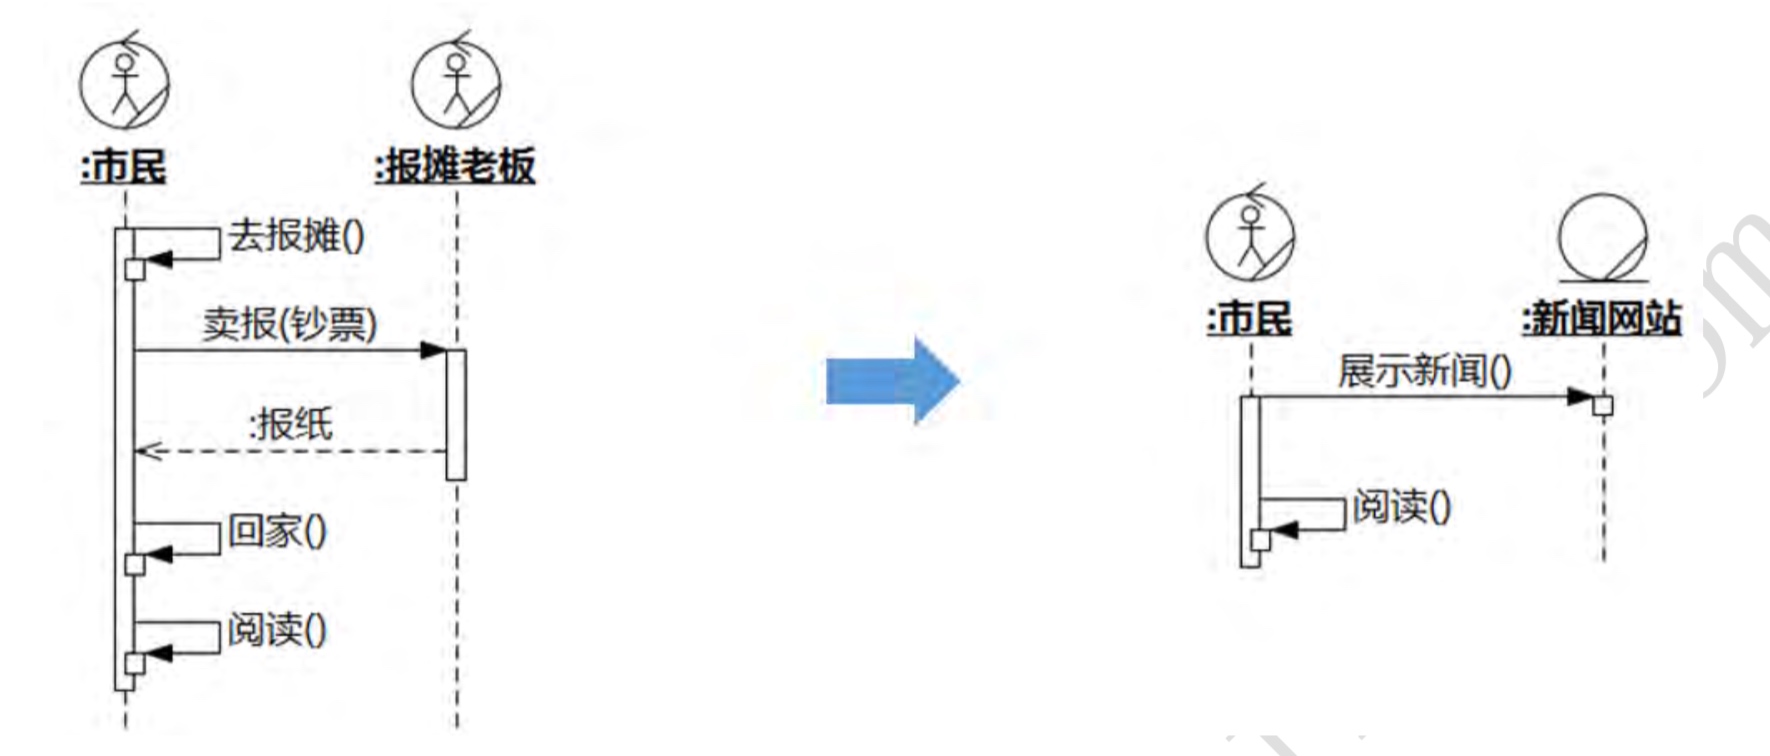 :市民
:报摊老板
去报摊()
卖报(钞票)
:报纸
回家()
阅读()
:市民
:新闻网站
展示新闻()
阅读()